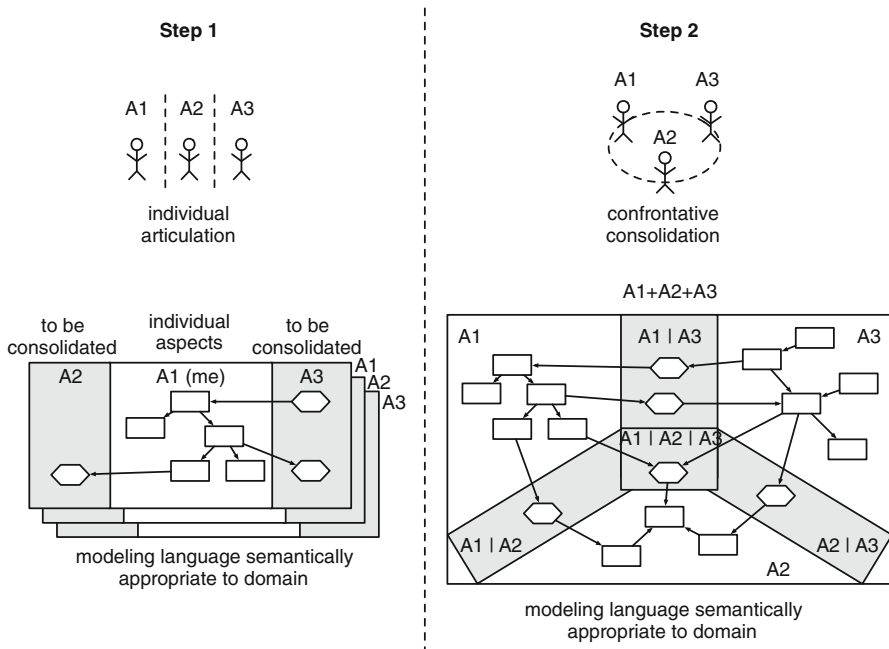 Step 1
A1 A2 A3
individual
articulation
to be
consolidated
individual
aspects
to be
consolidated
A2
A1 (me)
A3
A1
A2
A3
modeling language semantically
appropriate to domain
Step 2
A1
A3
A2
confrontative
consolidation
A1+A2+A3
A1
A1 | A3
A3
A1 | A2 | A3
A1 | A2
A2 | A3
A2
modeling language semantically
appropriate to domain